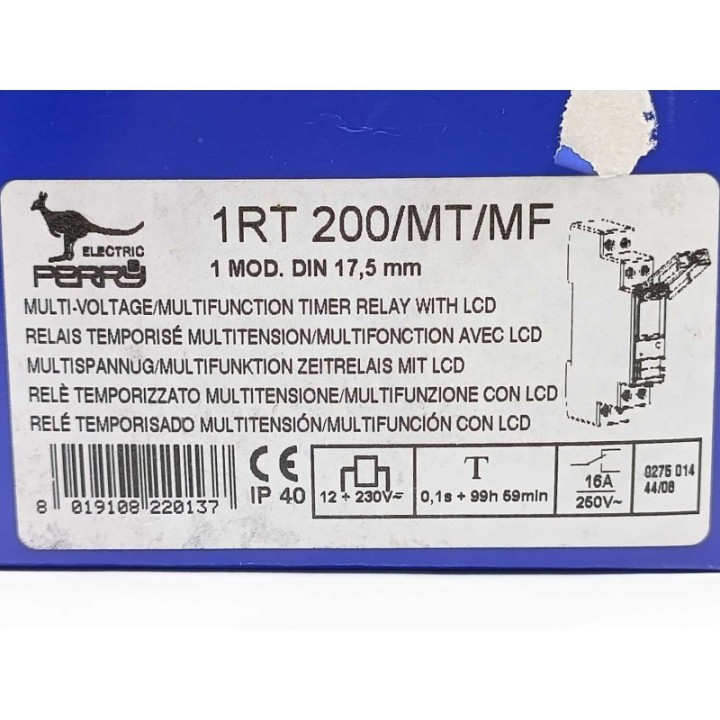 ELECTRIC
PERRY
1RT 200/MT/MF
1 MOD. DIN 17,5 mm
MULTI-VOLTAGE/MULTIFUNCTION TIMER RELAY WITH LCD
RELAIS TEMPORISÉ MULTITENSION/MULTIFONCTION AVEC LCD
MULTISPANNUG/MULTIFUNKTION ZEITRELAIS MIT LCD
RELÈ TEMPORIZZATO MULTITENSIONE/MULTIFUNZIONE CON LCD
RELÉ TEMPORISADO MULTITENSIÓN/MULTIFUNCIÓN CON LCD
8 019108 220137
CE
IP 40
12 ÷ 230V≂
T
0,1s ÷ 99h 59min
16A
250V~
0275 014
44/08